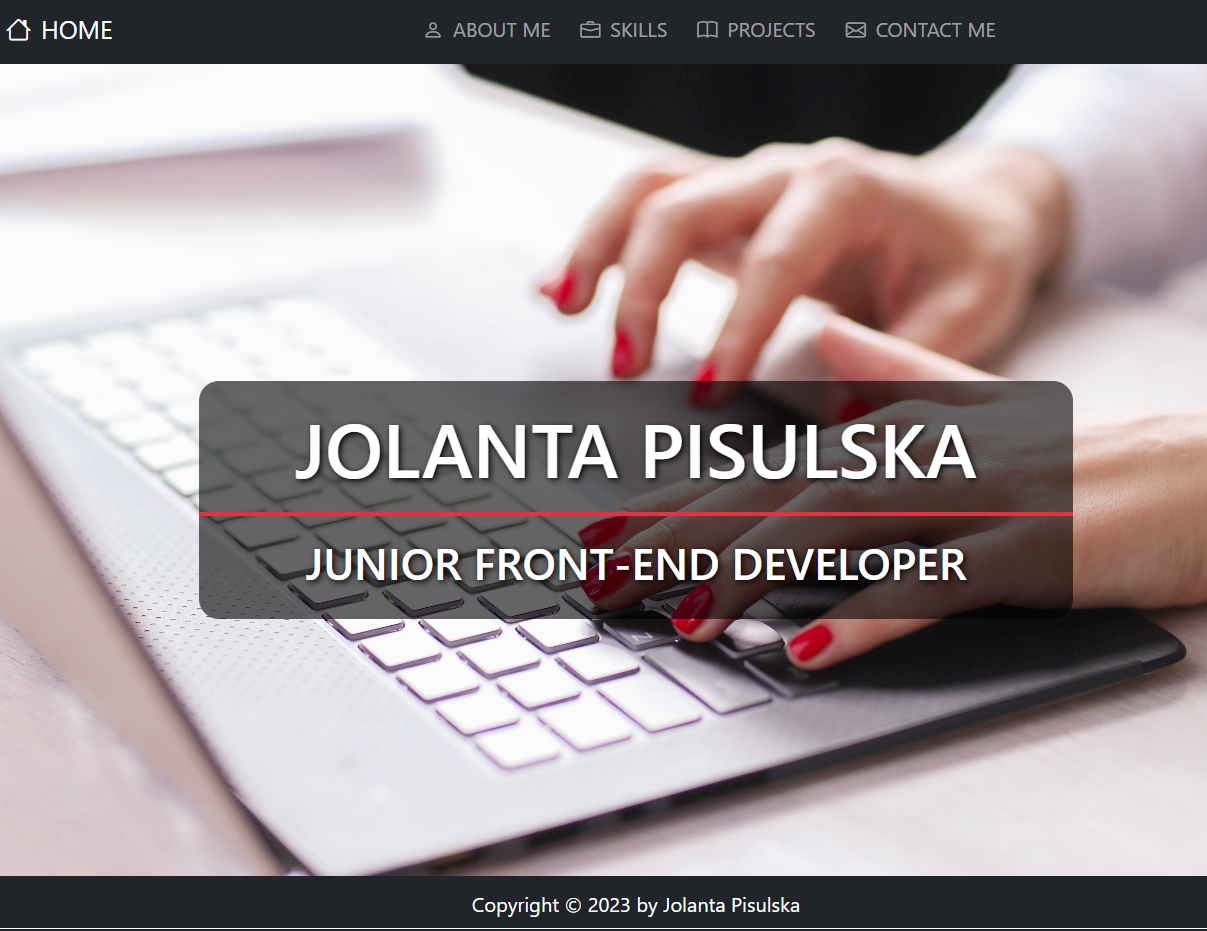 HOME ABOUT ME SKILLS PROJECTS CONTACT ME
JOLANTA PISULSKA
JUNIOR FRONT-END DEVELOPER
Copyright © 2023 by Jolanta Pisulska